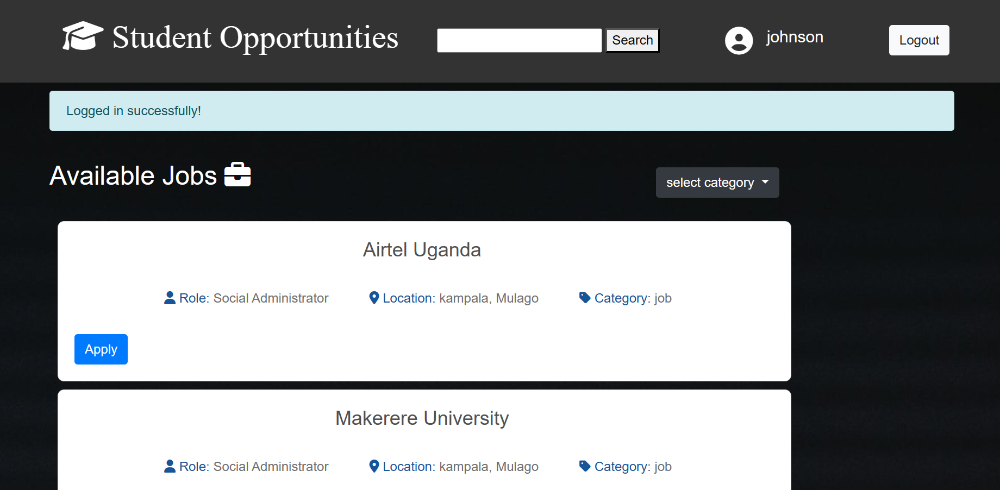 Student Opportunities
Search
johnson
Logout
Logged in successfully!
Available Jobs
select category
Airtel Uganda
Role: Social Administrator
Location: kampala, Mulago
Category: job
Apply
Makerere University
Role: Social Administrator
Location: kampala, Mulago
Category: job